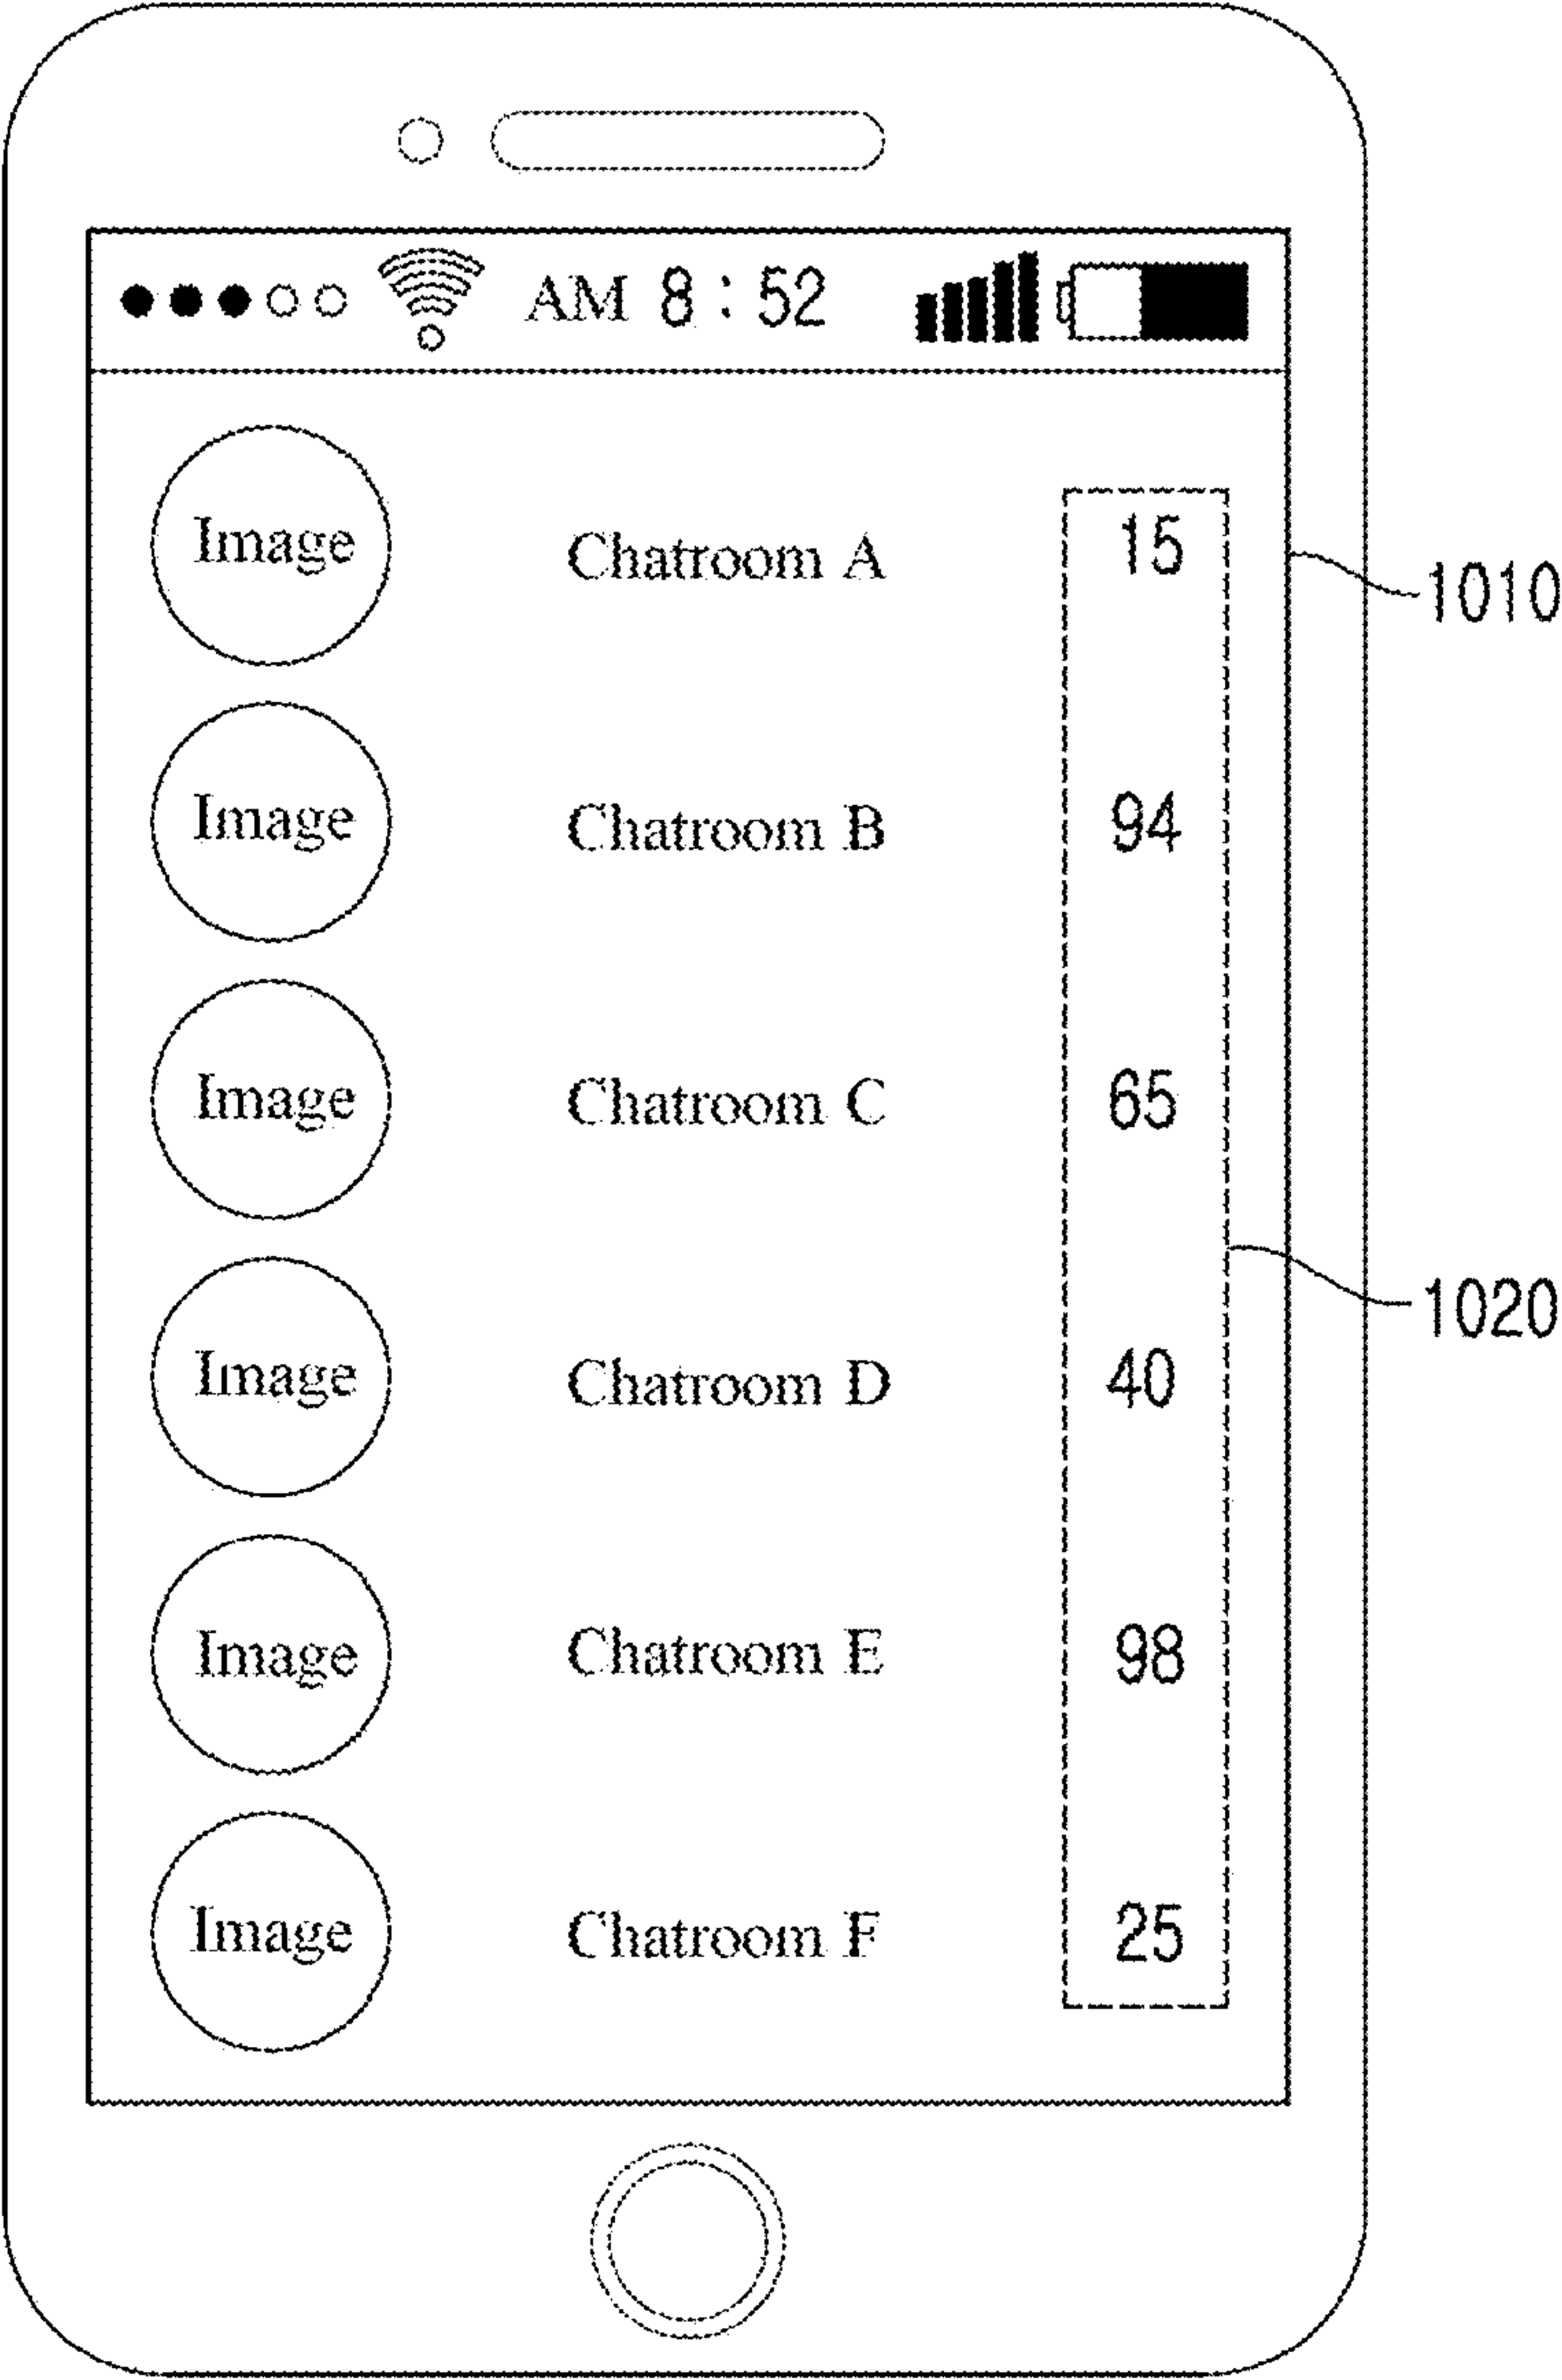 AM 8 : 52
Image Chatroom A 15
1010
Image Chatroom B 94
Image Chatroom C 65
1020
Image Chatroom D 40
Image Chatroom E 98
Image Chatroom F 25